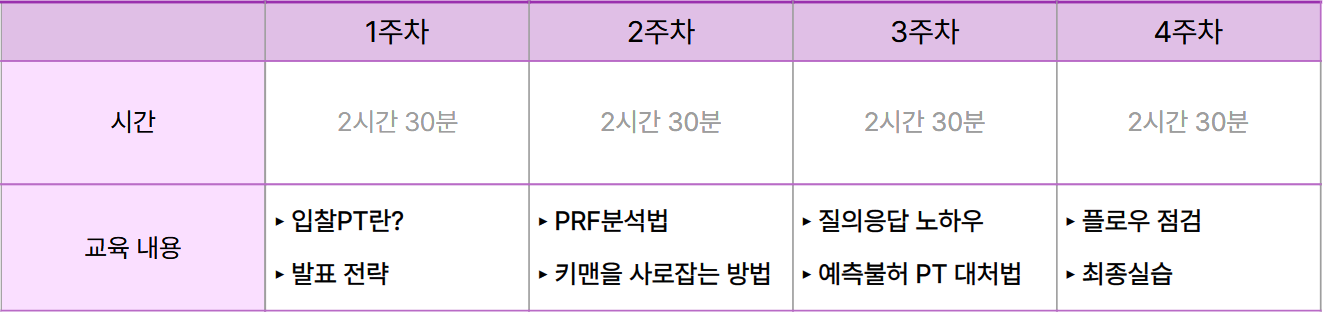 1주차 2주차 3주차 4주차
시간 2시간 30분 2시간 30분 2시간 30분 2시간 30분
교육 내용
▸ 입찰PT란?
▸ 발표 전략
▸ PRF분석법
▸ 키맨을 사로잡는 방법
▸ 질의응답 노하우
▸ 예측불허 PT 대처법
▸ 플로우 점검
▸ 최종실습